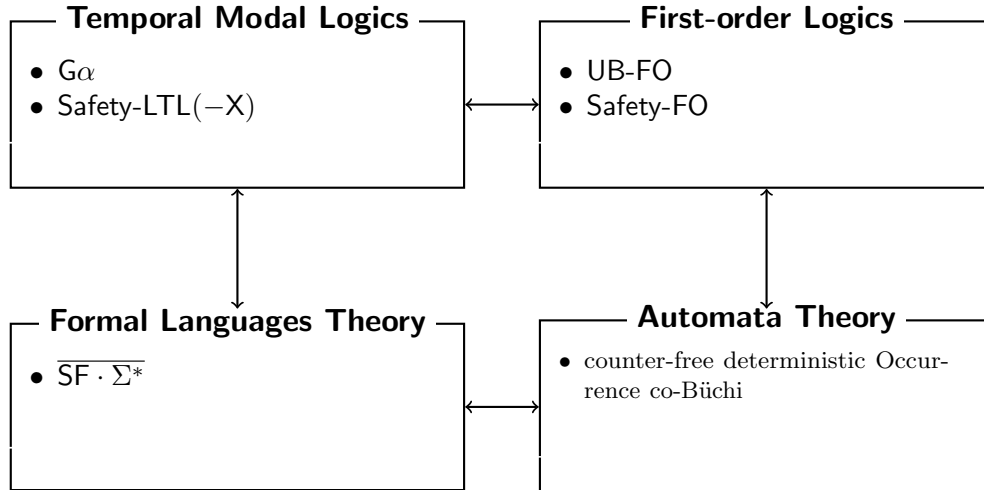 Temporal Modal Logics
• Gα
• Safety-LTL(−X)
First-order Logics
• UB-FO
• Safety-FO
Formal Languages Theory
• $\overline{\mathsf{SF} \cdot \Sigma^*}$
Automata Theory
• counter-free deterministic Occur-
rence co-Büchi